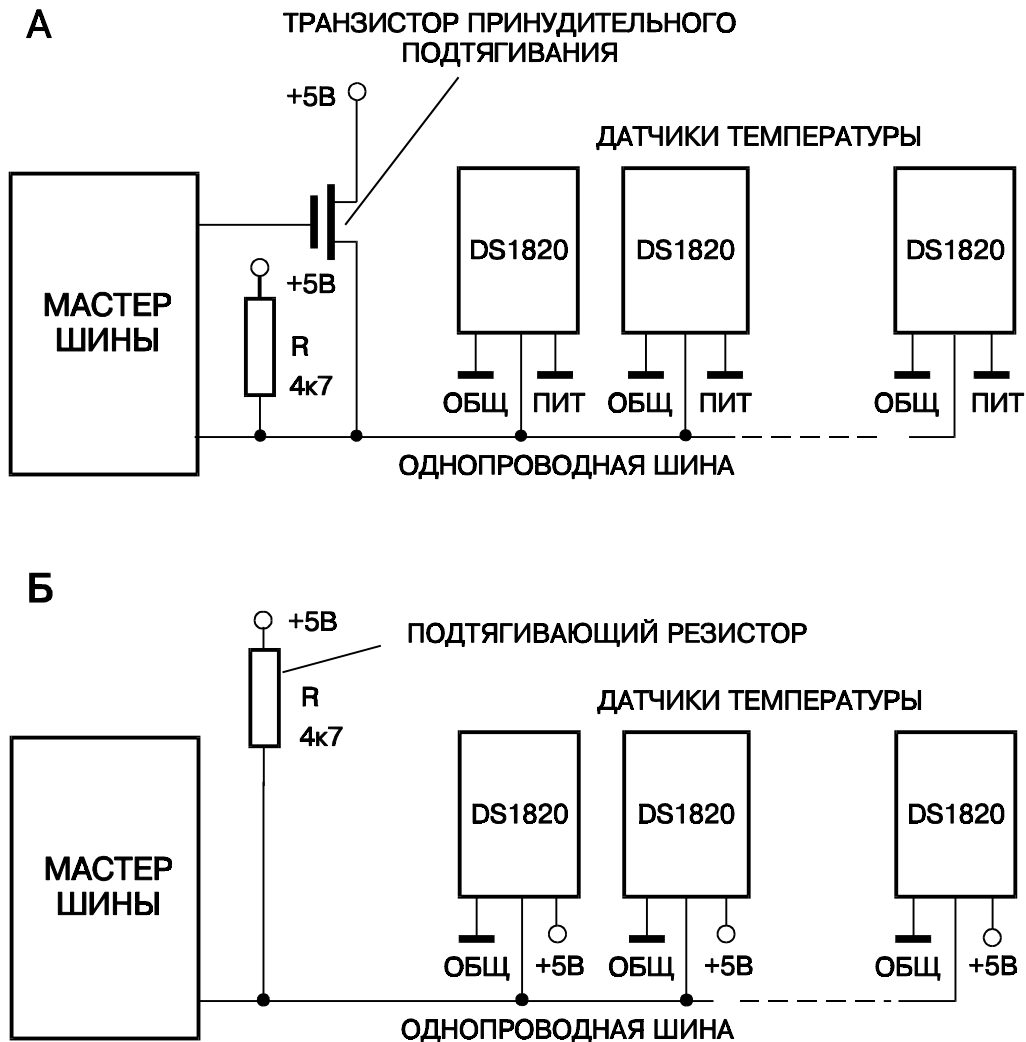 А
ТРАНЗИСТОР ПРИНУДИТЕЛЬНОГО
ПОДТЯГИВАНИЯ
+5В
ДАТЧИКИ ТЕМПЕРАТУРЫ
DS1820
DS1820
DS1820
МАСТЕР
ШИНЫ
+5В
R
4к7
ОБЩ
ПИТ
ОБЩ
ПИТ
ОБЩ
ПИТ
ОДНОПРОВОДНАЯ ШИНА
Б
+5В
ПОДТЯГИВАЮЩИЙ РЕЗИСТОР
R
4к7
ДАТЧИКИ ТЕМПЕРАТУРЫ
DS1820
DS1820
DS1820
МАСТЕР
ШИНЫ
ОБЩ
+5В
ОБЩ
+5В
ОБЩ
+5В
ОДНОПРОВОДНАЯ ШИНА